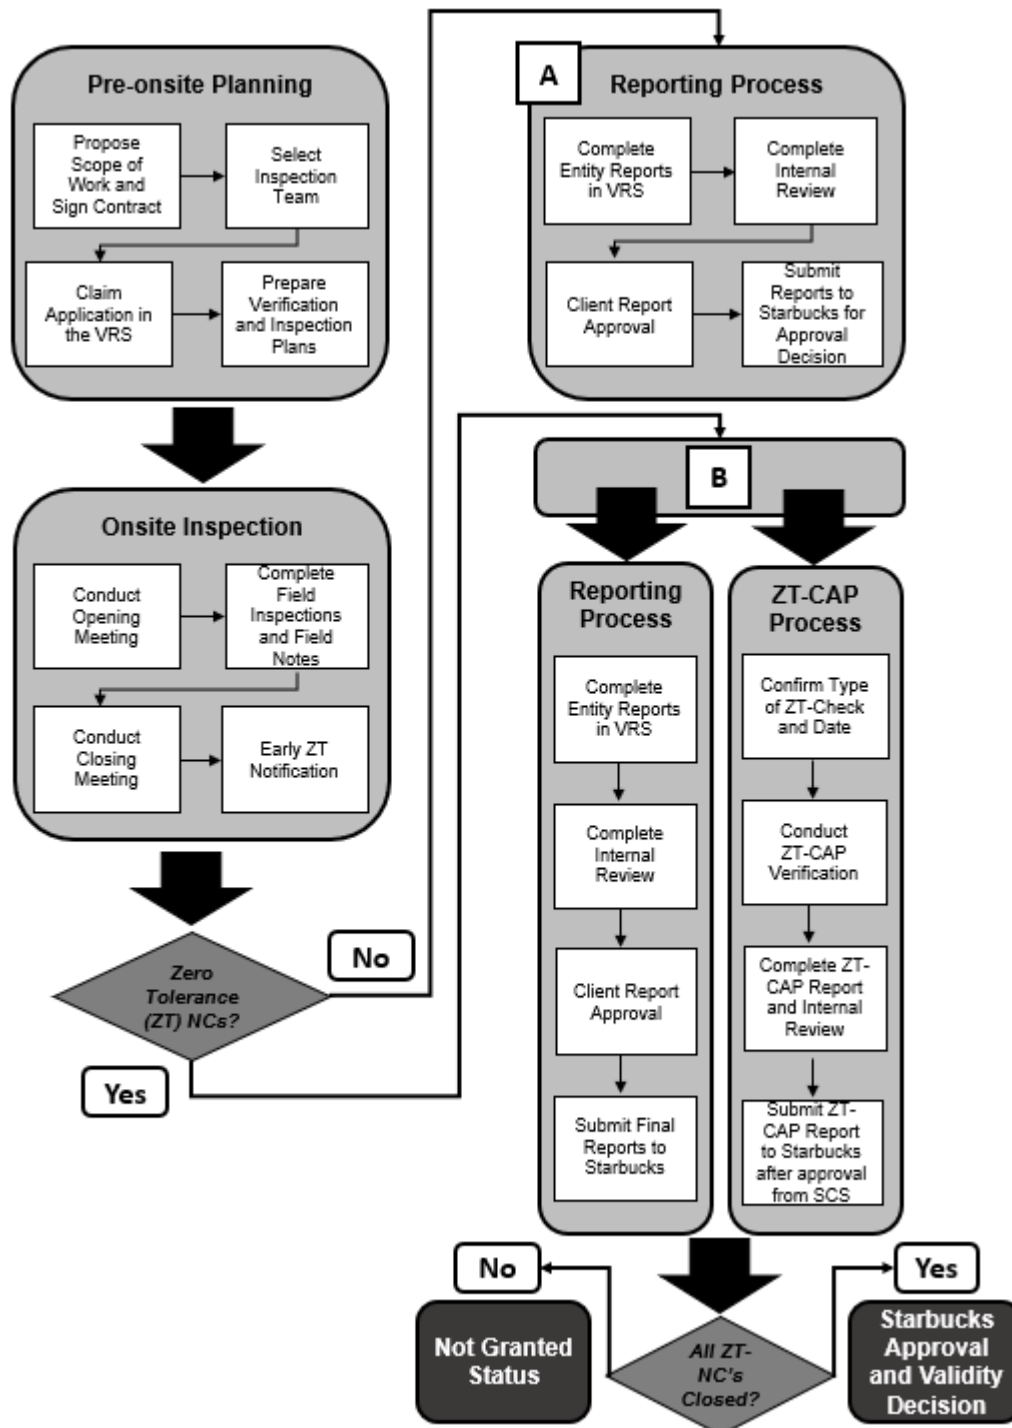 Pre-onsite Planning
Propose
Scope of
Work and
Sign Contract
Select
Inspection
Team
Claim
Application in
the VRS
Prepare
Verification
and Inspection
Plans
A
Reporting Process
Complete
Entity Reports
in VRS
Complete
Internal
Review
Client Report
Approval
Submit
Reports to
Starbucks for
Approval
Decision
Onsite Inspection
Conduct
Opening
Meeting
Complete
Field
Inspections
and Field
Notes
Conduct
Closing
Meeting
Early ZT
Notification
Zero
Tolerance
(ZT) NCs?
No
Yes
B
Reporting
Process
Complete
Entity Reports
in VRS
Complete
Internal
Review
Client Report
Approval
Submit Final
Reports to
Starbucks
ZT-CAP
Process
Confirm Type
of ZT-Check
and Date
Conduct
ZT-CAP
Verification
Complete ZT-
CAP Report
and Internal
Review
Submit ZT-
CAP Report
to Starbucks
after approval
from SCS
All ZT-
NC's
Closed?
No
Not Granted
Status
Yes
Starbucks
Approval
and Validity
Decision